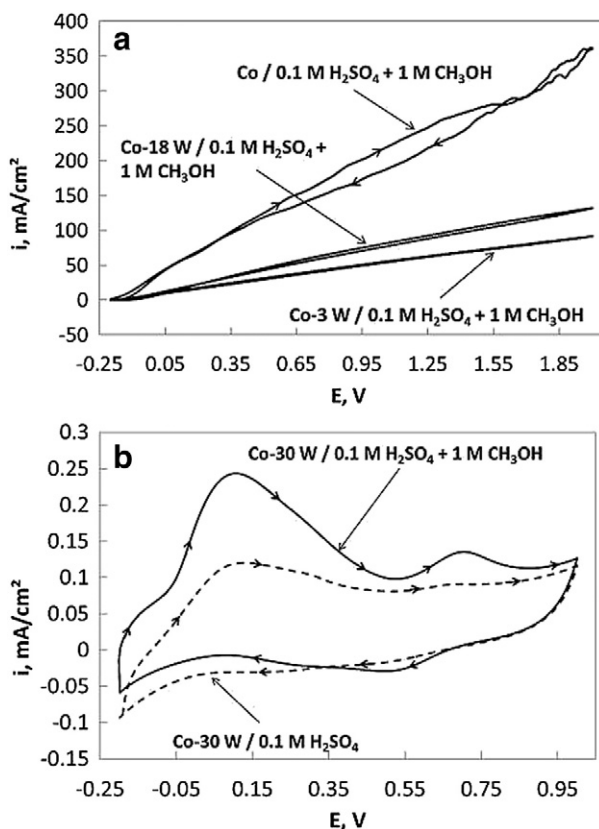 a
400
350
300
250
200
150
100
50
0
-50
i, mA/cm²
Co / 0.1 M H₂SO₄ + 1 M CH₃OH
Co-18 W / 0.1 M H₂SO₄ +
1 M CH₃OH
Co-3 W / 0.1 M H₂SO₄ + 1 M CH₃OH
-0.25 0.05 0.35 0.65 0.95 1.25 1.55 1.85
E, V
b
0.3
0.25
0.2
0.15
0.1
0.05
0
-0.05
-0.1
-0.15
i, mA/cm²
Co-30 W / 0.1 M H₂SO₄ + 1 M CH₃OH
Co-30 W / 0.1 M H₂SO₄
-0.25 -0.05 0.15 0.35 0.55 0.75 0.95
E, V